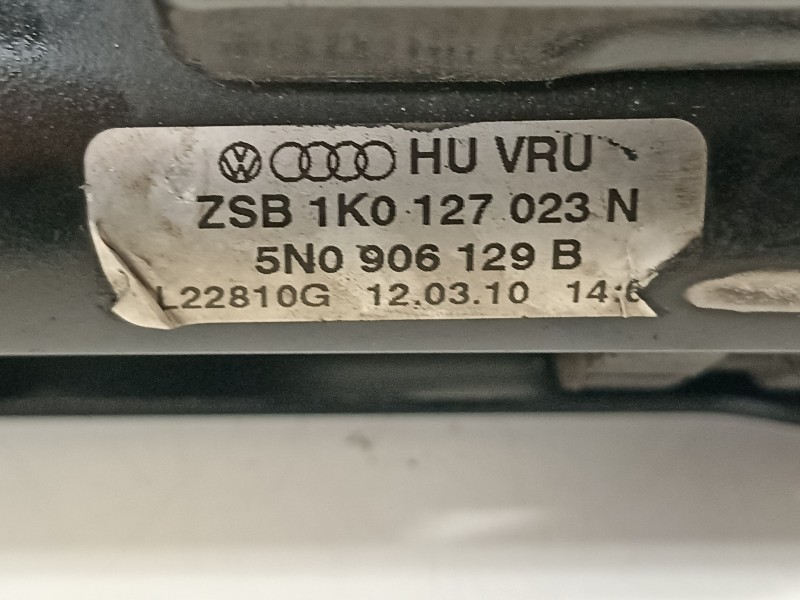 HU VRU
ZSB 1K0 127 023 N
5N0 906 129 B
L22810G 12.03.10